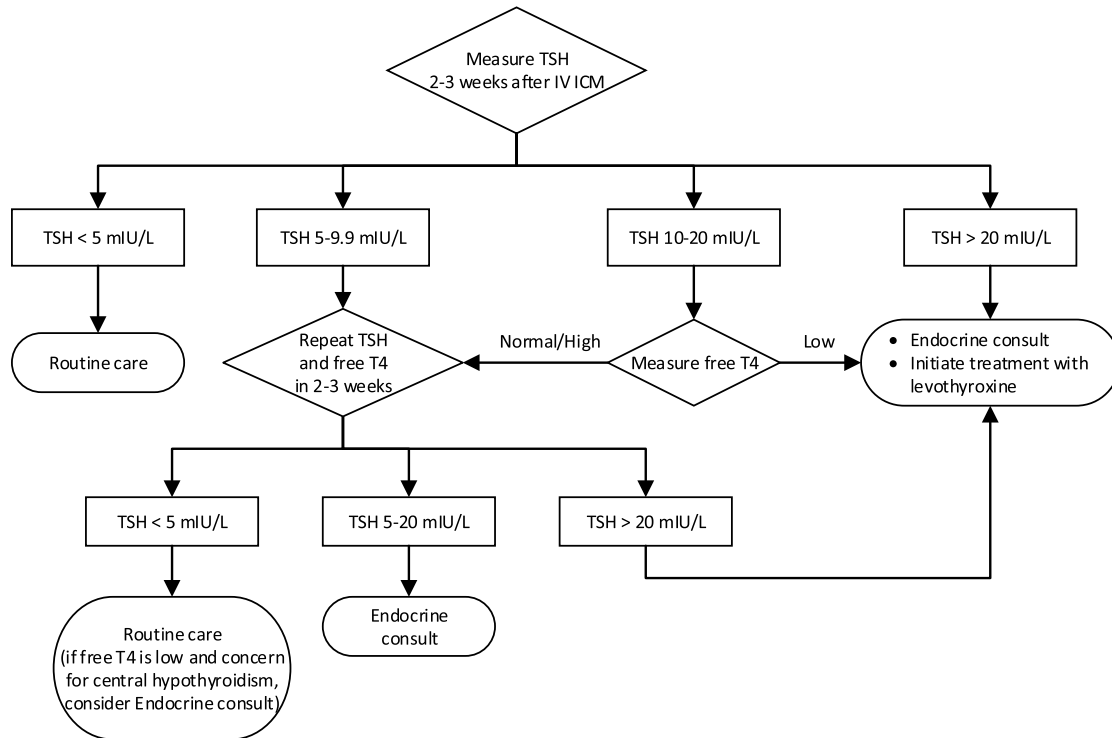 Measure TSH
2-3 weeks after IV ICM
TSH < 5 mIU/L
TSH 5-9.9 mIU/L
TSH 10-20 mIU/L
TSH > 20 mIU/L
Routine care
Repeat TSH
and free T4
in 2-3 weeks
Normal/High
Measure free T4
Low
• Endocrine consult
• Initiate treatment with
levothyroxine
TSH < 5 mIU/L
TSH 5-20 mIU/L
TSH > 20 mIU/L
Routine care
(if free T4 is low and concern
for central hypothyroidism,
consider Endocrine consult)
Endocrine
consult